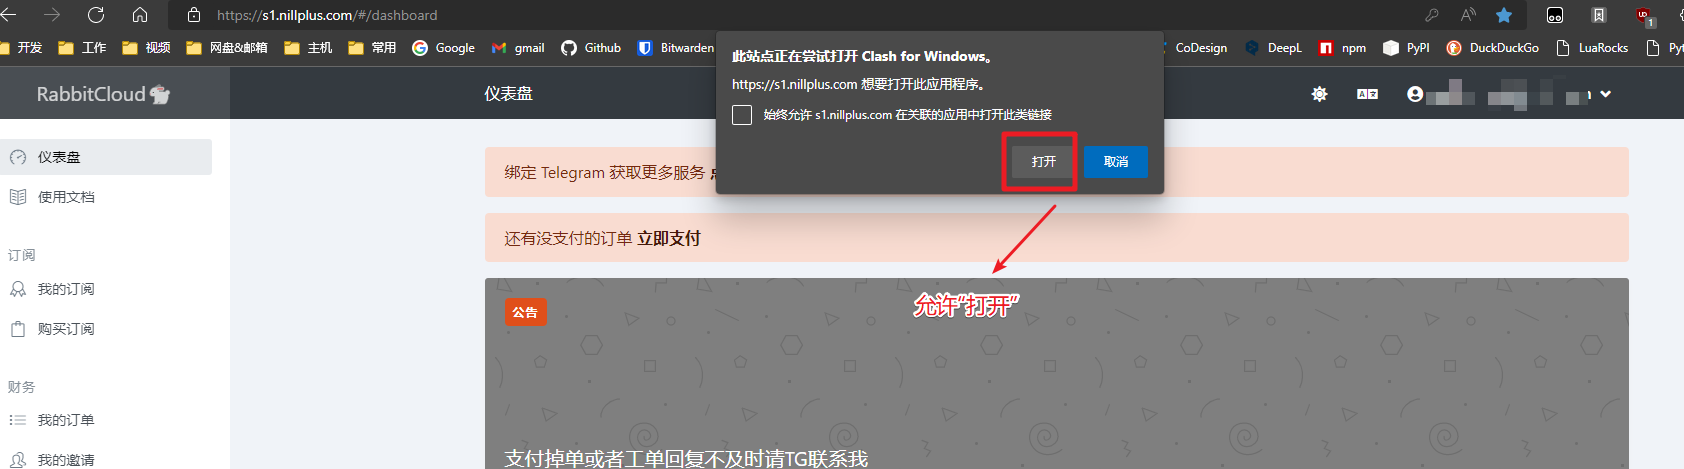 https://s1.nillplus.com/#/dashboard
开发 工作 视频 网盘&邮箱 主机 常用 Google gmail Github Bitwarden CoDesign DeepL npm PyPI DuckDuckGo LuaRocks Pyt
此站点正在尝试打开 Clash for Windows。
https://s1.nillplus.com 想要打开此应用程序。
始终允许 s1.nillplus.com 在关联的应用中打开此类链接
打开 取消
RabbitCloud 仪表盘
仪表盘
使用文档
订阅
我的订阅
购买订阅
财务
我的订单
我的邀请
绑定 Telegram 获取更多服务
还有没支付的订单 立即支付
允许"打开"
公告
支付掉单或者工单回复不及时请TG联系我